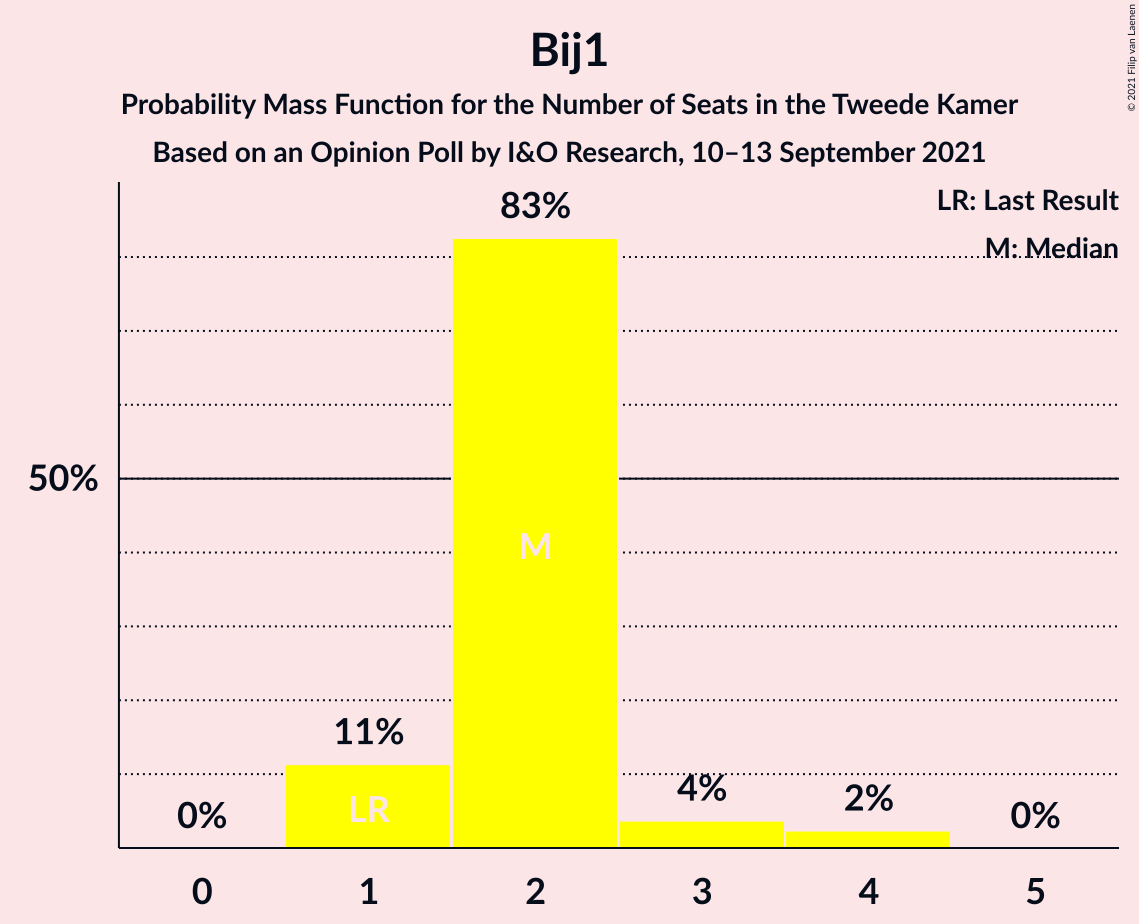 Bij1
Probability Mass Function for the Number of Seats in the Tweede Kamer
Based on an Opinion Poll by I&O Research, 10–13 September 2021
© 2021 Filip van Laenen
LR: Last Result
M: Median
83%
50%
M
11%
LR
0%
4%
2%
0%
0 1 2 3 4 5